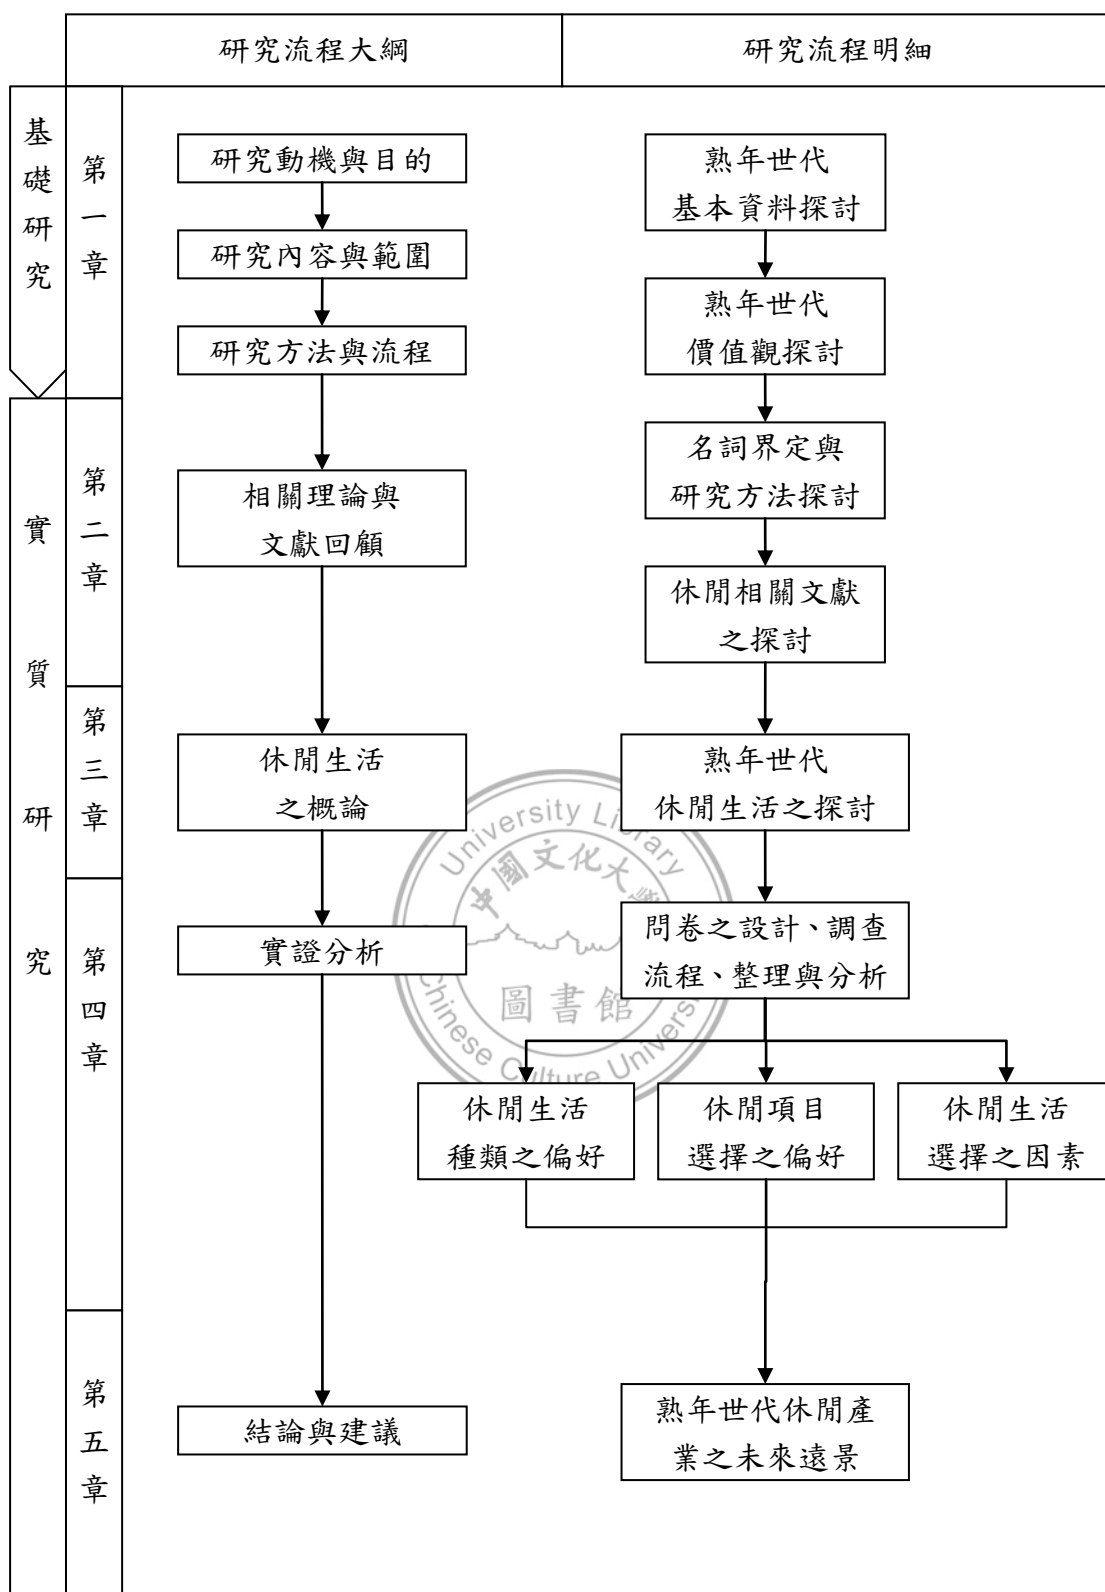 研究流程大綱
研究流程明細
基礎研究
第一章
研究動機與目的
研究內容與範圍
研究方法與流程
熟年世代
基本資料探討
熟年世代
價值觀探討
實質研究
第二章
相關理論與
文獻回顧
名詞界定與
研究方法探討
休閒相關文獻
之探討
第三章
休閒生活
之概論
熟年世代
休閒生活之探討
第四章
實證分析
問卷之設計、調查
流程、整理與分析
休閒生活
種類之偏好
休閒項目
選擇之偏好
休閒生活
選擇之因素
第五章
結論與建議
熟年世代休閒產
業之未來遠景
University Library
中國文化大學
圖書館
Chinese Culture University